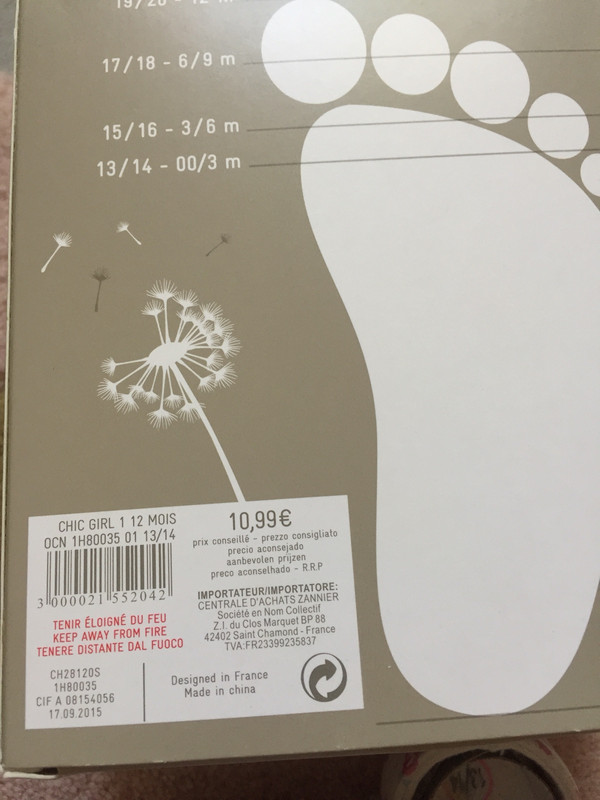 19/20 - 12 m
17/18 - 6/9 m
15/16 - 3/6 m
13/14 - 00/3 m
CHIC GIRL 1 12 MOIS
OCN 1H80035 01 13/14
3 000021 552042
TENIR ÉLOIGNÉ DU FEU
KEEP AWAY FROM FIRE
TENERE DISTANTE DAL FUOCO
CH28120S
1H80035
CIF A 08154056
17.09.2015
10,99€
prix conseillé - prezzo consigliato
precio aconsejado
aanbevolen prijzen
preco aconselhado - R.R.P
IMPORTATEUR/IMPORTATORE:
CENTRALE D'ACHATS ZANNIER
Société en Nom Collectif
Z.I. du Clos Marquet BP 88
42402 Saint Chamond - France
TVA:FR23399235837
Designed in France
Made in china